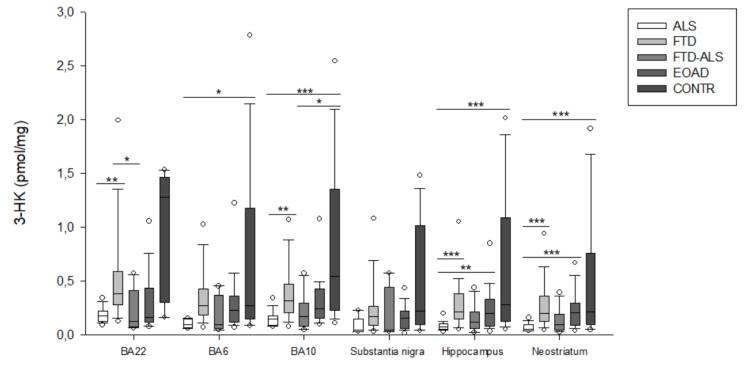 ALS
FTD
FTD-ALS
EOAD
CONTR
3-HK (pmol/mg)
3,0
2,5
2,0
1,5
1,0
0,5
0,0
*
***
*
***
***
**
*
**
***
***
***
**
BA22 BA6 BA10 Substantia nigra Hippocampus Neostriatum